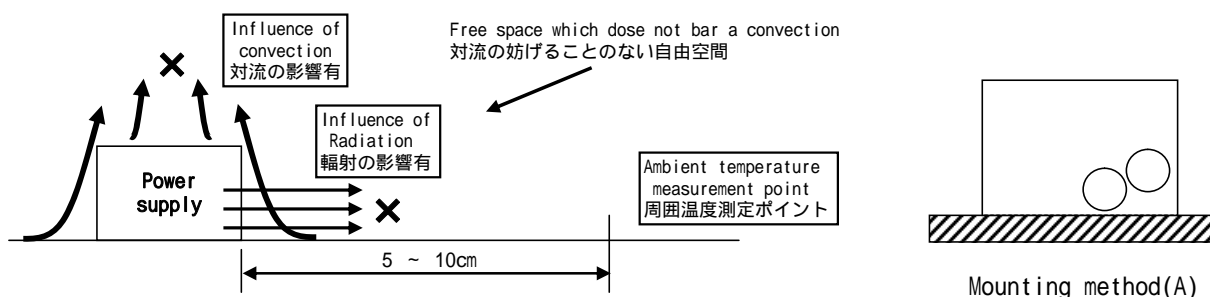 Influence of
convection
対流の影響有
Free space which dose not bar a convection
対流の妨げることのない自由空間
Influence of
Radiation
輻射の影響有
Power
supply
Ambient temperature
measurement point
周囲温度測定ポイント
5 ~ 10cm
Mounting method(A)